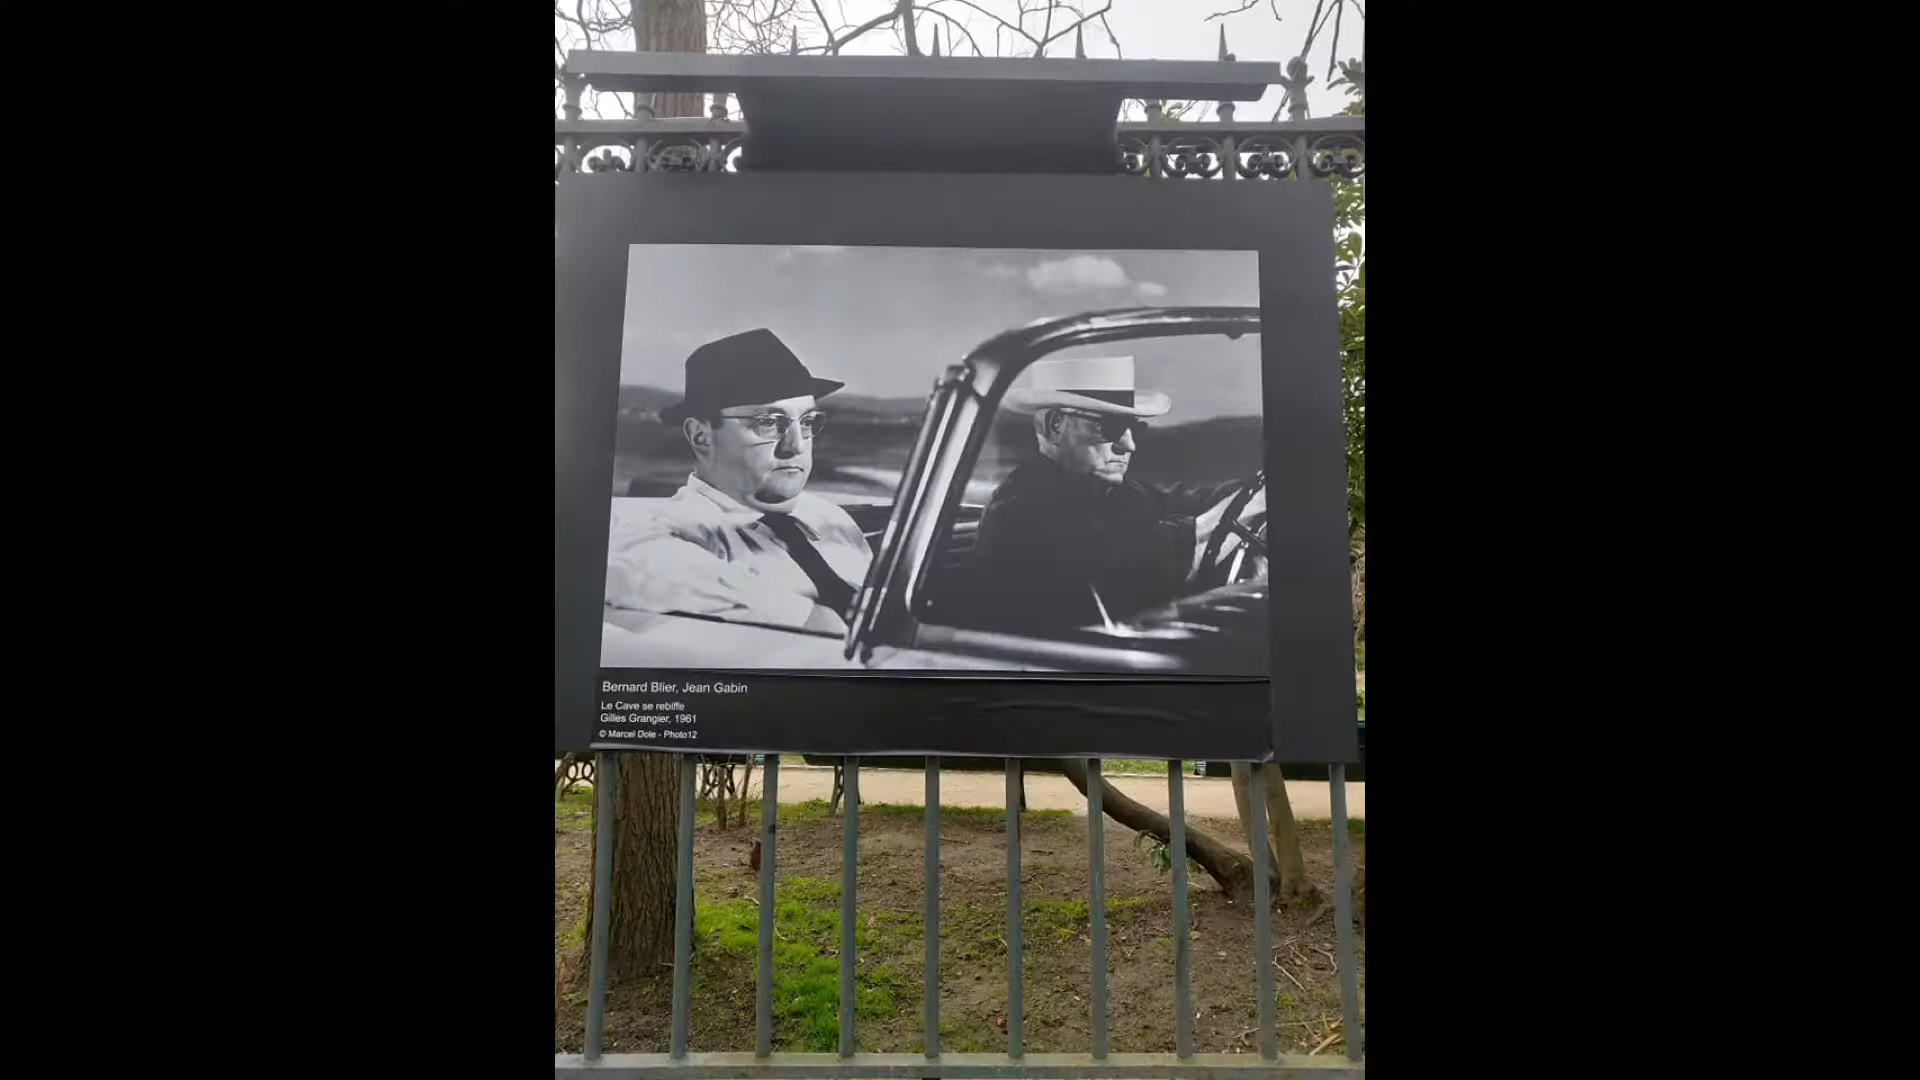 Bernard Blier, Jean Gabin
Le Cave se rebiffe
Gilles Grangier, 1961
© Marcel Dole - Photo12